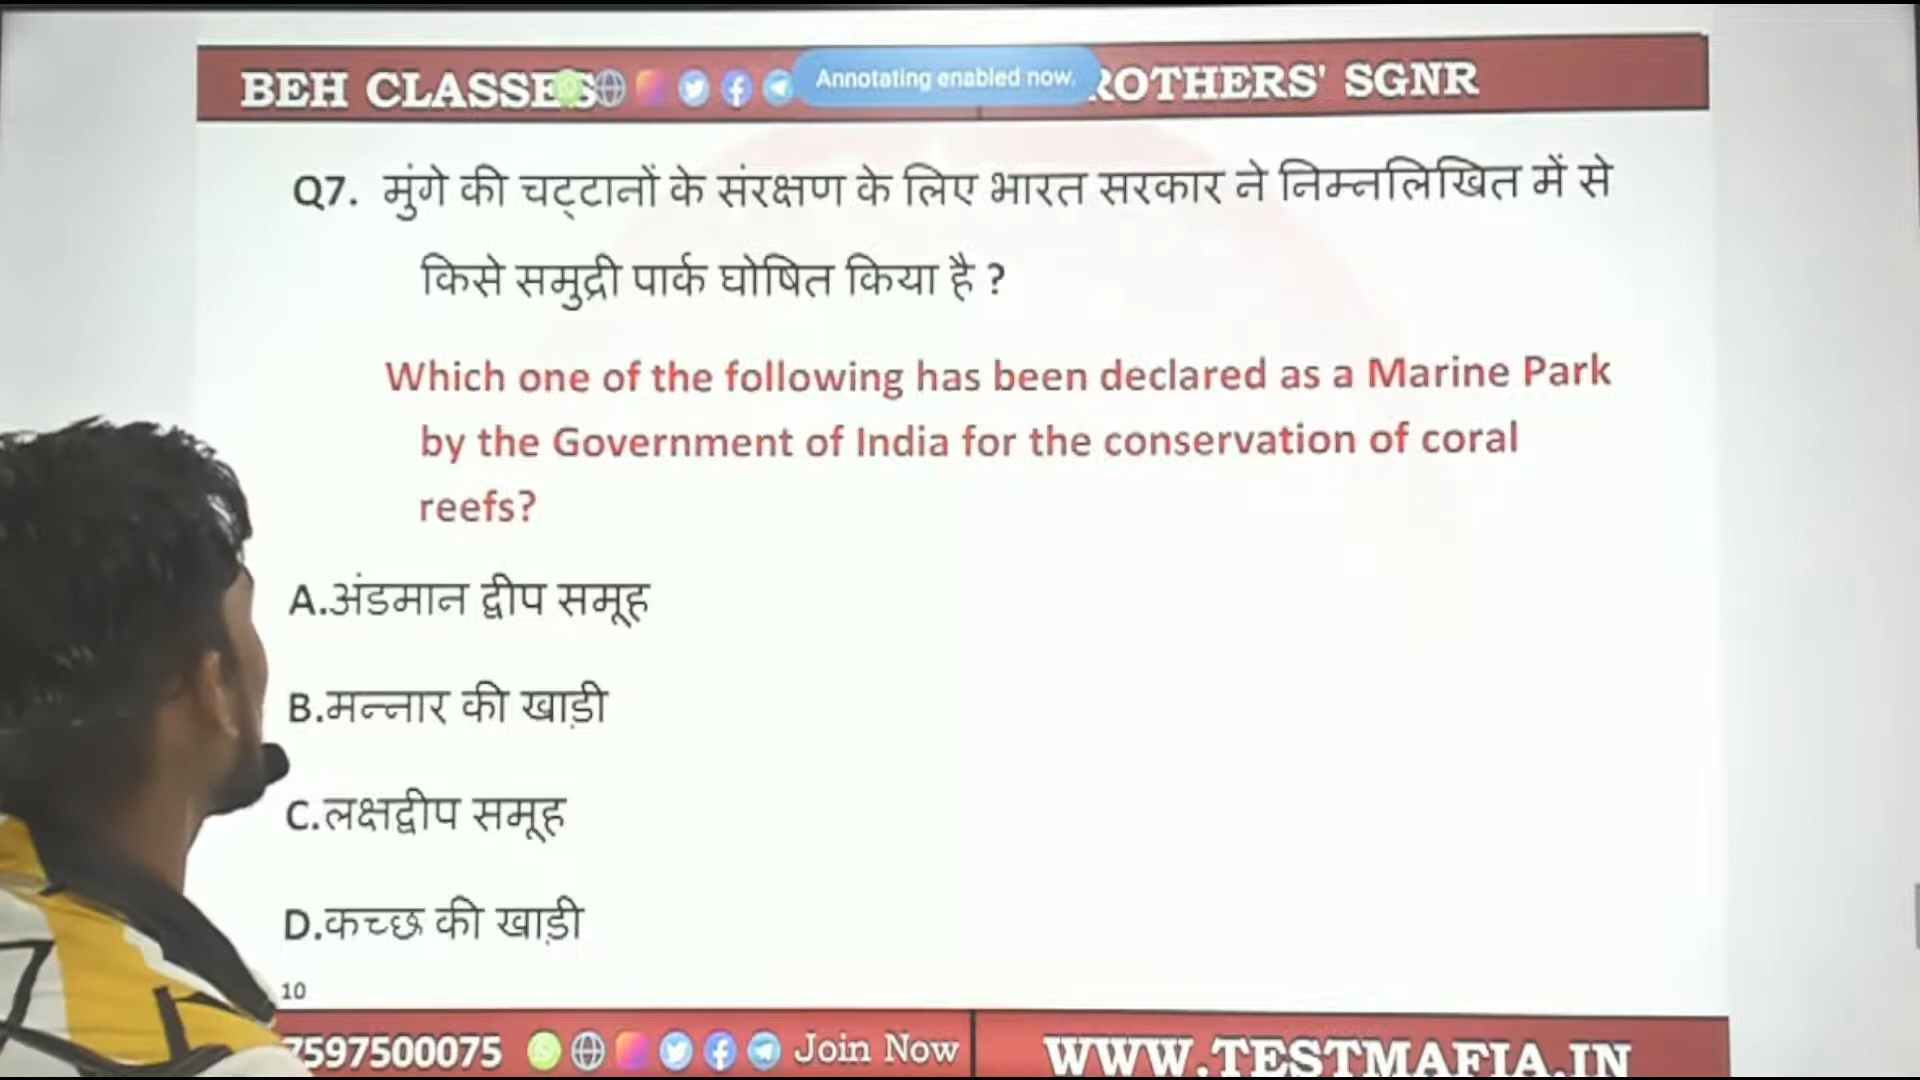 BEH CLASSES
Annotating enabled now.
ROTHERS' SGNR
Q7. मुंगे की चट्टानों के संरक्षण के लिए भारत सरकार ने निम्नलिखित में से
किसे समुद्री पार्क घोषित किया है ?
Which one of the following has been declared as a Marine Park
by the Government of India for the conservation of coral
reefs?
A.अंडमान द्वीप समूह
B.मन्नार की खाड़ी
C.लक्षद्वीप समूह
D.कच्छ की खाड़ी
10
7597500075 Join Now WWW.TESTMAFIA.IN